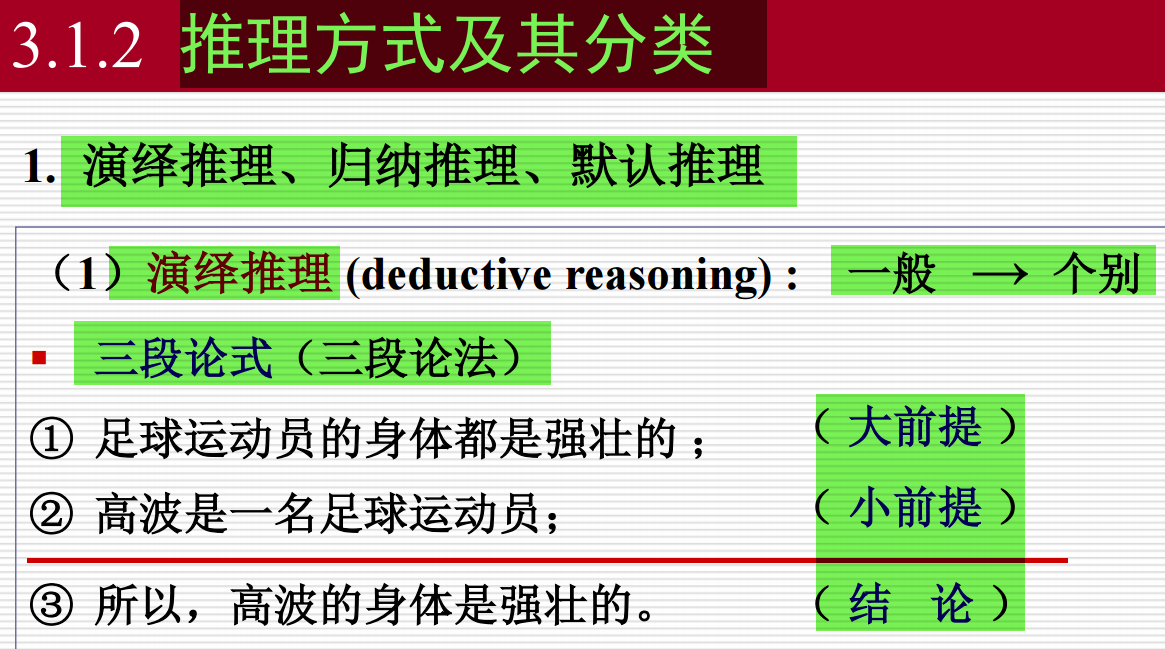 3.1.2 推理方式及其分类
1. 演绎推理、归纳推理、默认推理
（1）演绎推理 (deductive reasoning) : 一般 → 个别
▪ 三段论式（三段论法）
① 足球运动员的身体都是强壮的； （ 大前提 ）
② 高波是一名足球运动员； （ 小前提 ）
③ 所以，高波的身体是强壮的。 （ 结 论 ）